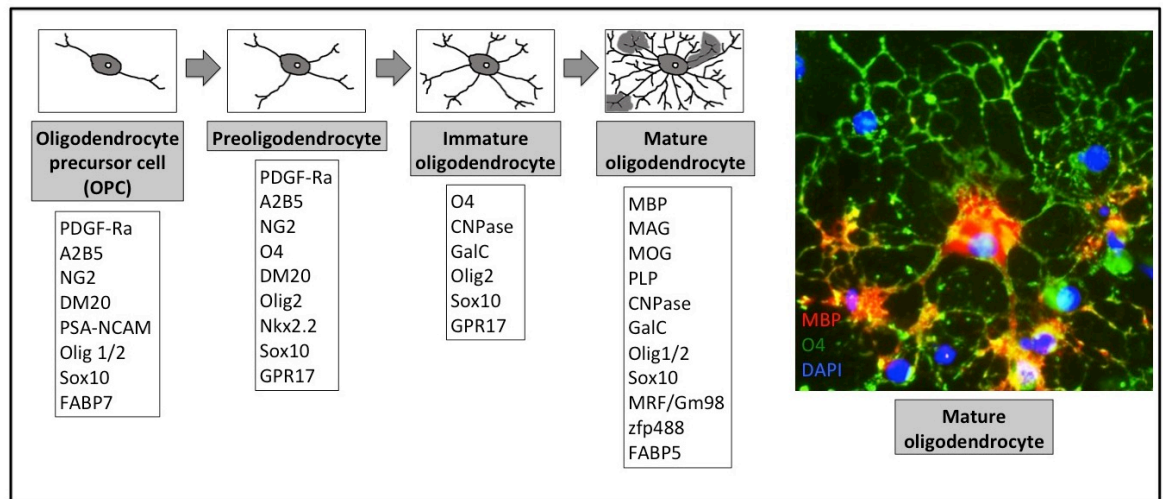 Oligodendrocyte
precursor cell
(OPC)
PDGF-Ra
A2B5
NG2
DM20
PSA-NCAM
Olig 1/2
Sox10
FABP7
Preoligodendrocyte
PDGF-Ra
A2B5
NG2
O4
DM20
Olig2
Nkx2.2
Sox10
GPR17
Immature
oligodendrocyte
O4
CNPase
GalC
Olig2
Sox10
GPR17
Mature
oligodendrocyte
MBP
MAG
MOG
PLP
CNPase
GalC
Olig1/2
Sox10
MRF/Gm98
zfp488
FABP5
MBP
O4
DAPI
Mature
oligodendrocyte